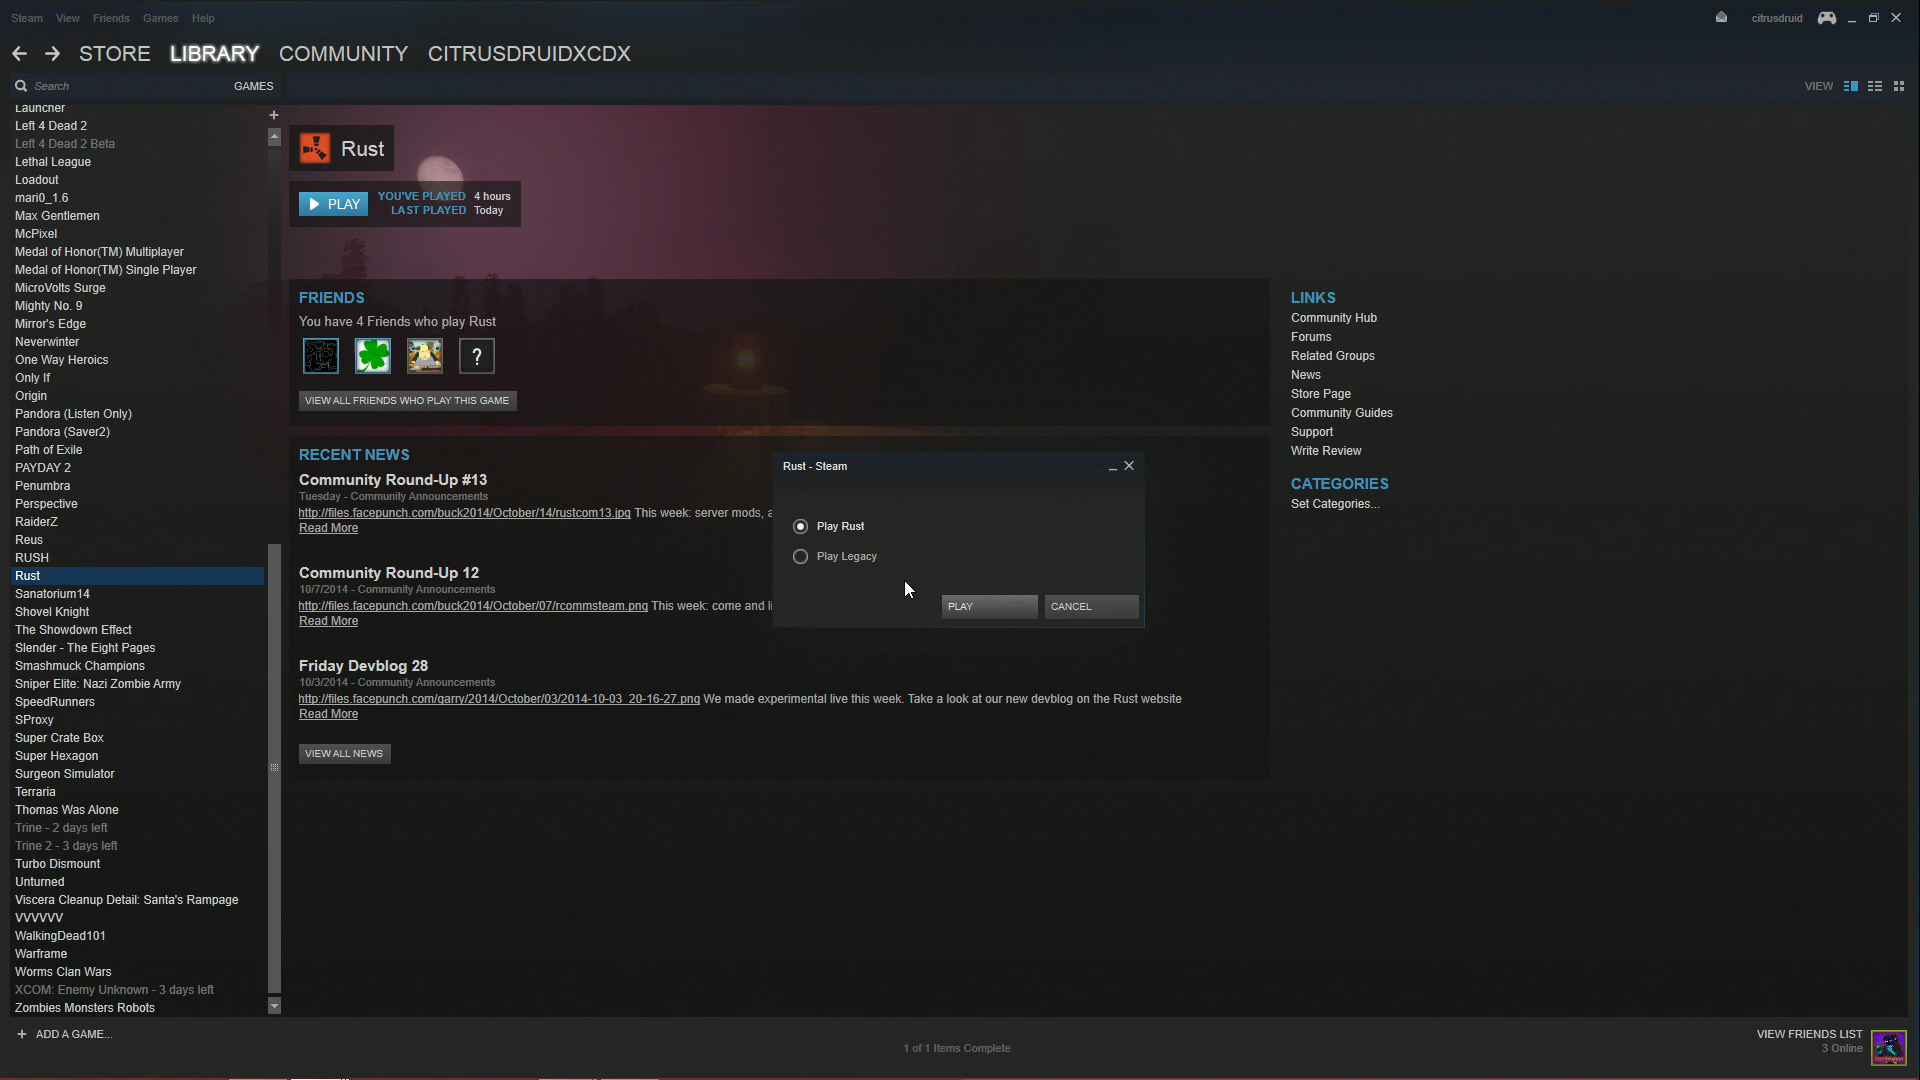 Steam View Friends Games Help
citrusdruid
STORE LIBRARY COMMUNITY CITRUSDRUIDXCDX
Search GAMES
VIEW
Launcher
Left 4 Dead 2
Left 4 Dead 2 Beta
Lethal League
Loadout
mari0_1.6
Max Gentlemen
McPixel
Medal of Honor(TM) Multiplayer
Medal of Honor(TM) Single Player
MicroVolts Surge
Mighty No. 9
Mirror's Edge
Neverwinter
One Way Heroics
Only If
Origin
Pandora (Listen Only)
Pandora (Saver2)
Path of Exile
PAYDAY 2
Penumbra
Perspective
RaiderZ
Reus
RUSH
Rust
Sanatorium14
Shovel Knight
The Showdown Effect
Slender - The Eight Pages
Smashmuck Champions
Sniper Elite: Nazi Zombie Army
SpeedRunners
SProxy
Super Crate Box
Super Hexagon
Surgeon Simulator
Terraria
Thomas Was Alone
Trine - 2 days left
Trine 2 - 3 days left
Turbo Dismount
Unturned
Viscera Cleanup Detail: Santa's Rampage
VVVVVV
WalkingDead101
Warframe
Worms Clan Wars
XCOM: Enemy Unknown - 3 days left
Zombies Monsters Robots
+ ADD A GAME...
Rust
PLAY
YOU'VE PLAYED 4 hours
LAST PLAYED Today
FRIENDS
You have 4 Friends who play Rust
?
VIEW ALL FRIENDS WHO PLAY THIS GAME
RECENT NEWS
Community Round-Up #13
Tuesday - Community Announcements
http://files.facepunch.com/buck2014/October/14/rustcom13.jpg This week: server mods, a
Read More
Community Round-Up 12
10/7/2014 - Community Announcements
http://files.facepunch.com/buck2014/October/07/rcommsteam.png This week: come and li
Read More
Friday Devblog 28
10/3/2014 - Community Announcements
http://files.facepunch.com/garry/2014/October/03/2014-10-03_20-16-27.png We made experimental live this week. Take a look at our new devblog on the Rust website
Read More
VIEW ALL NEWS
Rust - Steam
Play Rust
Play Legacy
PLAY CANCEL
LINKS
Community Hub
Forums
Related Groups
News
Store Page
Community Guides
Support
Write Review
CATEGORIES
Set Categories...
1 of 1 Items Complete
VIEW FRIENDS LIST
3 Online